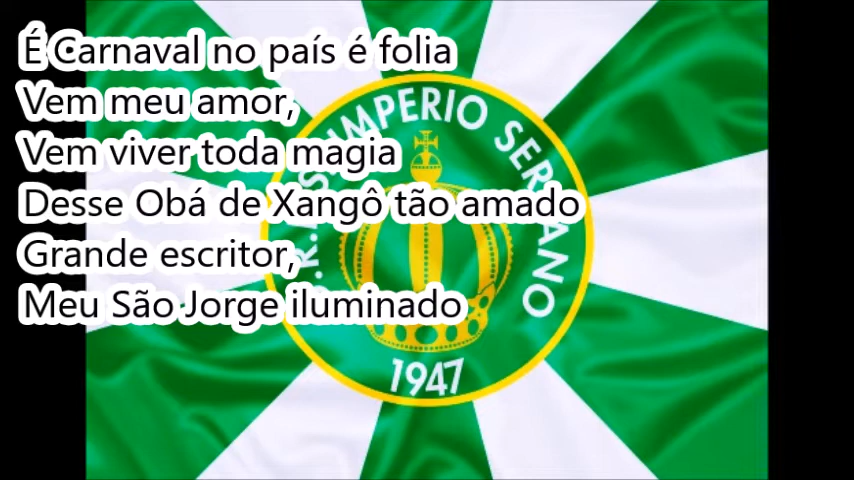 É Carnaval no país é folia
Vem meu amor,
Vem viver toda magia
Desse Obá de Xangô tão amado
Grande escritor,
Meu São Jorge iluminado
IMPERIO SERRANO
1947